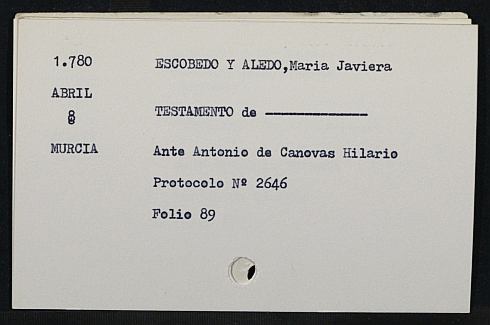 1.780
ESCOBEDO Y ALEDO, Maria Javiera
ABRIL
8
TESTAMENTO de ---------------
MURCIA
Ante Antonio de Canovas Hilario
Protocolo Nº 2646
Folio 89